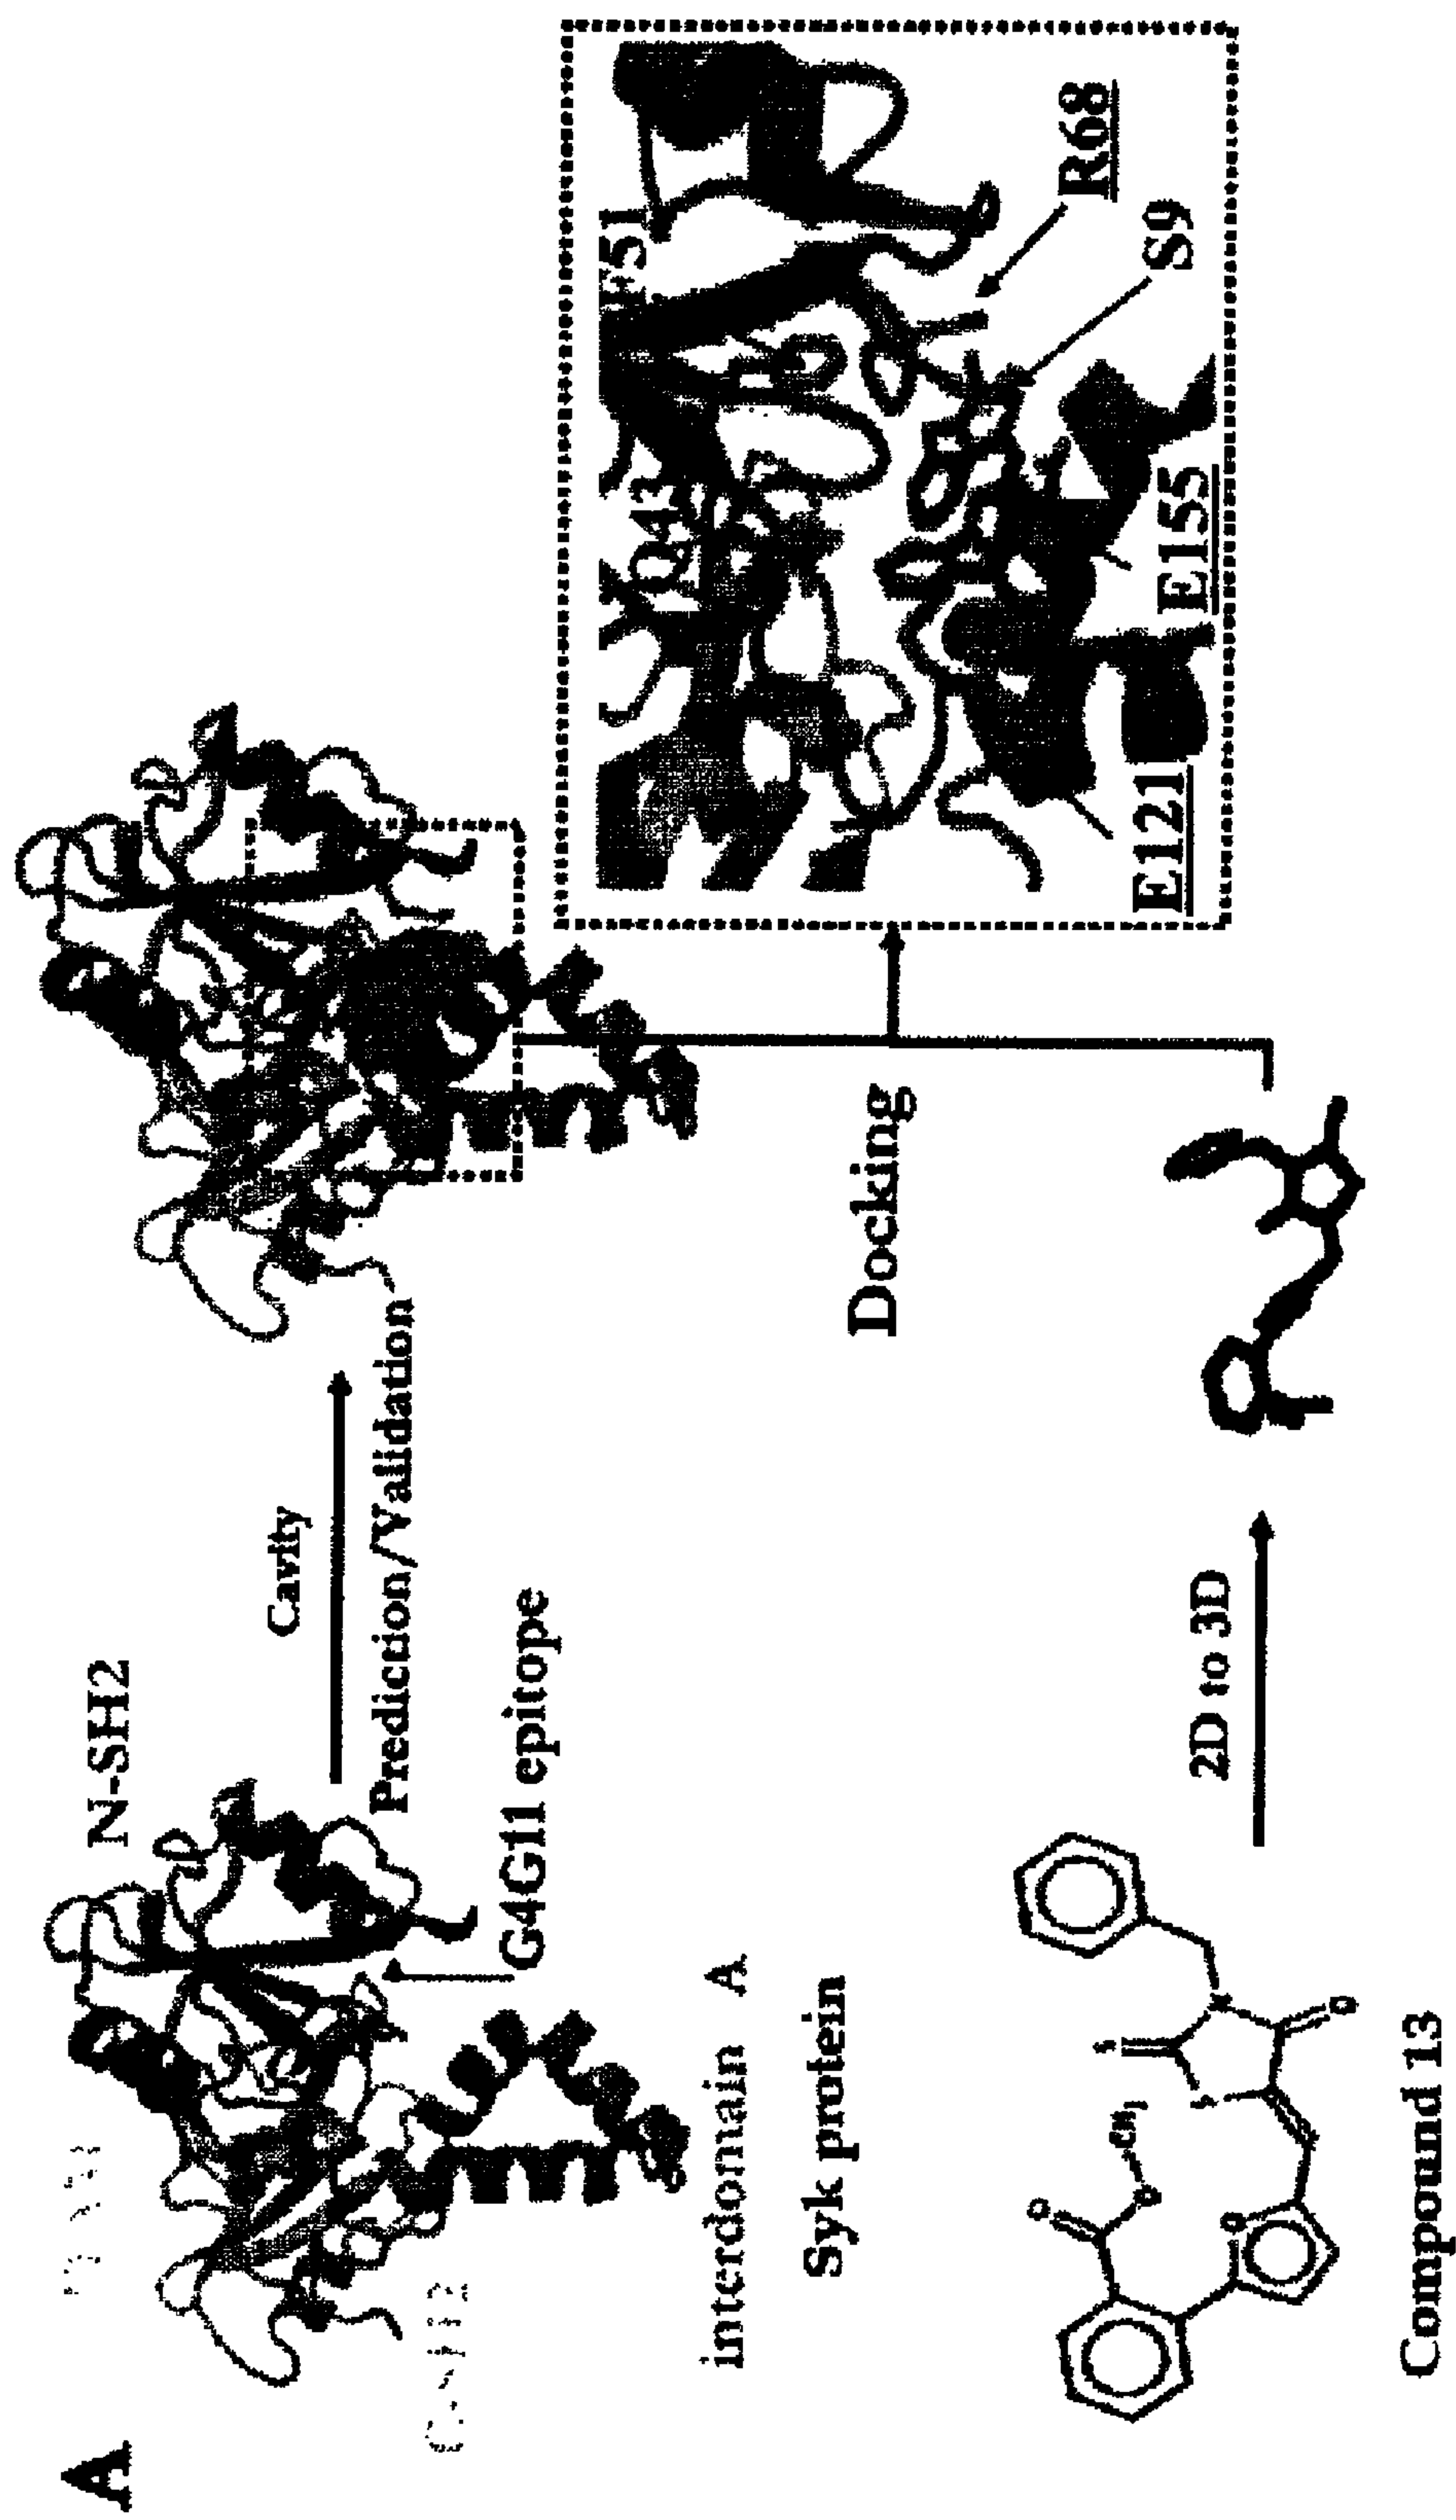 A
N-SH2
Cavity
Prediction/Validation
G4G11 epitope
interdomain A
Syk protein
Docking
F51
Q43
R68
S9
E155
E121
2D to 3D
Compound 13